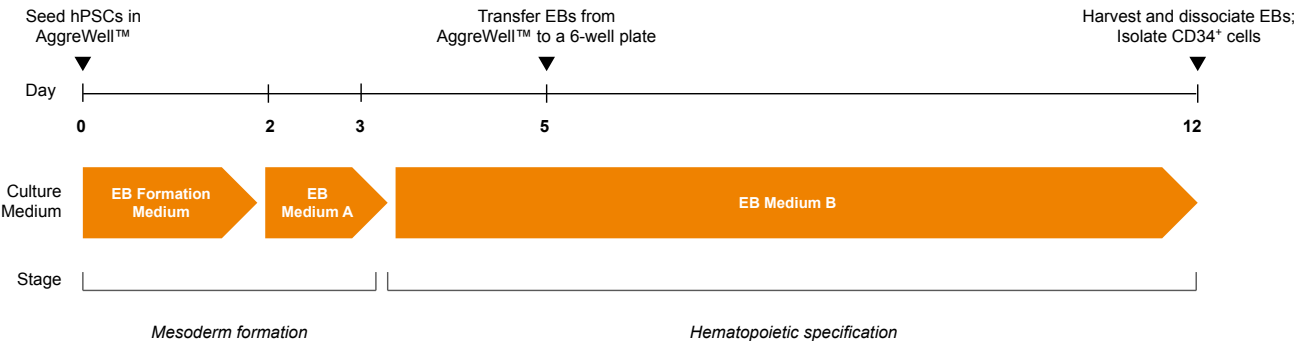 Seed hPSCs in
AggreWell™
Transfer EBs from
AggreWell™ to a 6-well plate
Harvest and dissociate EBs;
Isolate CD34⁺ cells
Day
0
2
3
5
12
Culture
Medium
EB Formation
Medium
EB
Medium A
EB Medium B
Stage
Mesoderm formation
Hematopoietic specification